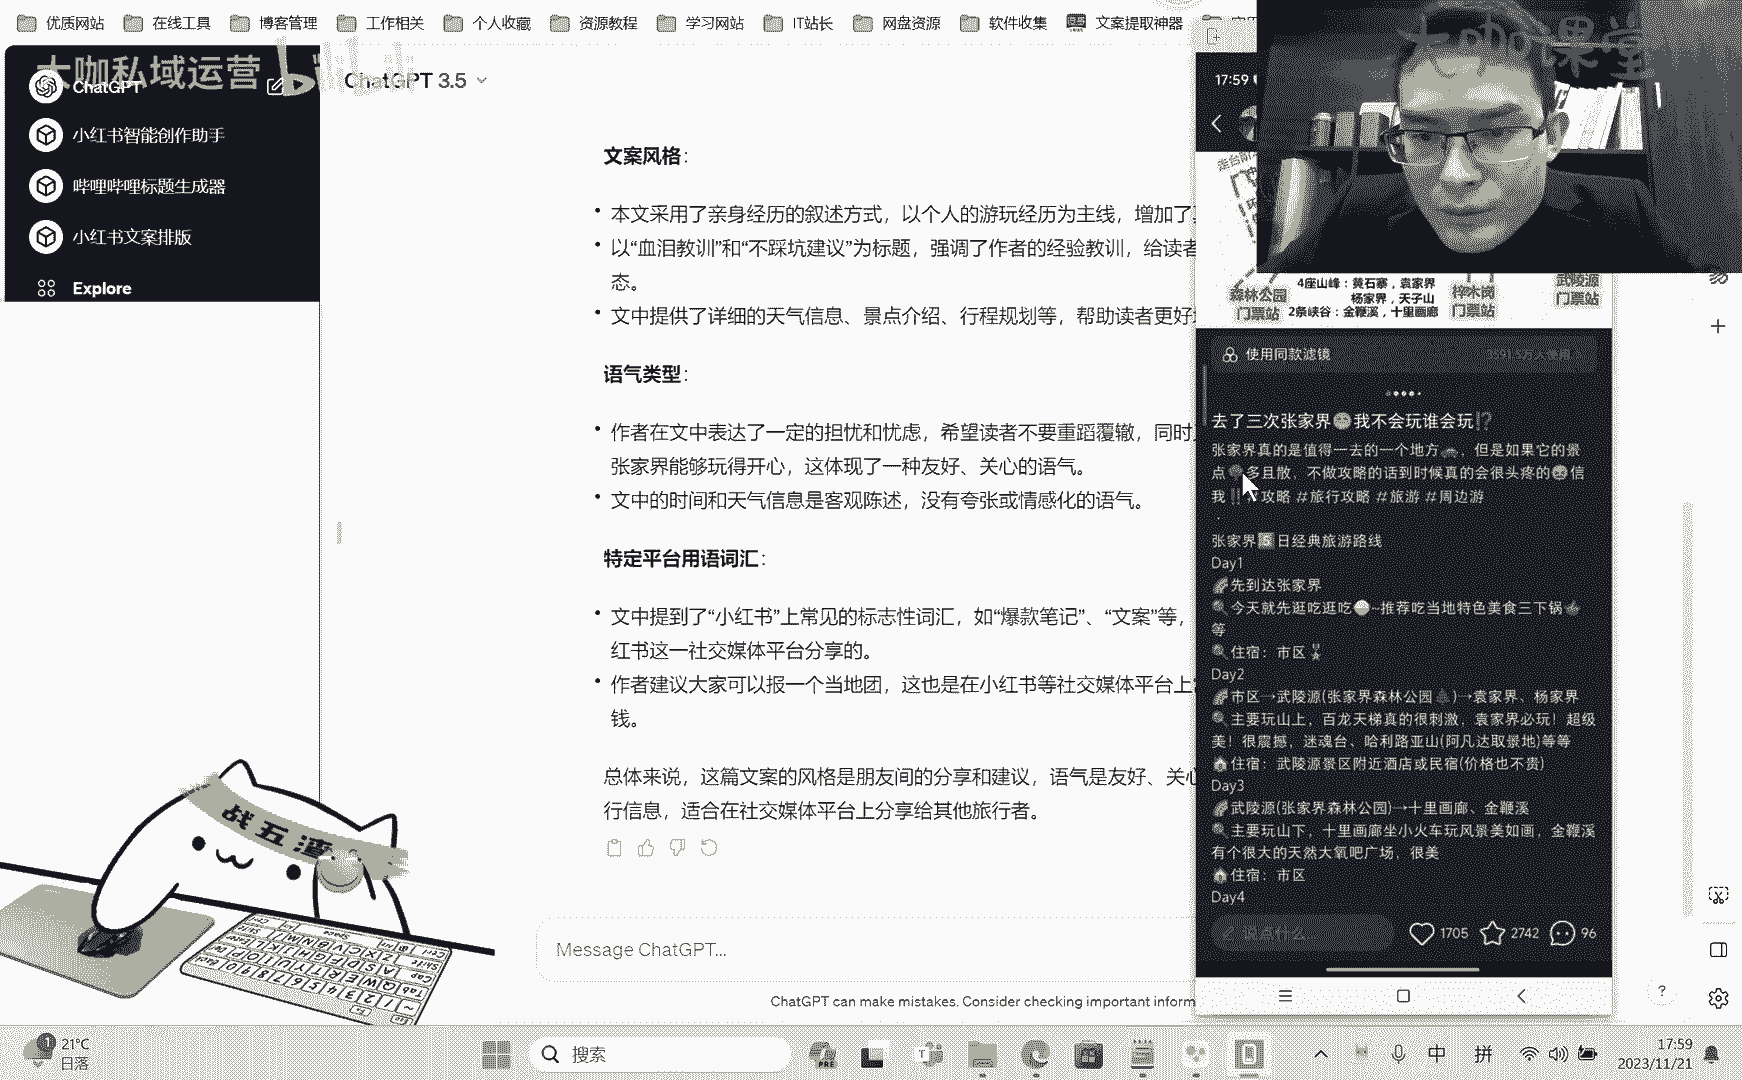 优质网站
在线工具
博客管理
工作相关
个人收藏
资源教程
学习网站
IT站长
网盘资源
软件收集
文案提取神器
大咖私域运营
bilibili
大咖课堂
ChatGPT
小红书智能创作助手
哔哩哔哩标题生成器
小红书文案排版
Explore
ChatGPT 3.5
文案风格：
本文采用了亲身经历的叙述方式，以个人的游玩经历为主线，增加了
以“血泪教训”和“不踩坑建议”为标题，强调了作者的经验教训，给读者
态。
文中提供了详细的天气信息、景点介绍、行程规划等，帮助读者更好
语气类型：
作者在文中表达了一定的担忧和忧虑，希望读者不要重蹈覆辙，同时
张家界能够玩得开心，这体现了一种友好、关心的语气。
文中的时间和天气信息是客观陈述，没有夸张或情感化的语气。
特定平台用语词汇：
文中提到了“小红书”上常见的标志性词汇，如“爆款笔记”、“文案”等，
红书这一社交媒体平台分享的。
作者建议大家可以报一个当地团，这也是在小红书等社交媒体平台上
钱。
总体来说，这篇文案的风格是朋友间的分享和建议，语气是友好、关心
行信息，适合在社交媒体平台上分享给其他旅行者。
Message ChatGPT...
ChatGPT can make mistakes. Consider checking important inform
17:59
森林公园
门票站
4座山峰：黄石寨，袁家界
杨家界，天子山
2条峡谷：金鞭溪，十里画廊
梓木岗
门票站
武陵源
门票站
使用同款滤镜
3591.5万人使用
去了三次张家界😁我不会玩谁会玩⁉
张家界真的是值得一去的一个地方，但是如果它的景
点多且散，不做攻略的话到时候真的会很头疼的信
我‼#攻略 #旅行攻略 #旅游 #周边游
张家界5️⃣日经典旅游路线
Day1
🌈先到达张家界
🔍今天就先逛吃逛吃~推荐吃当地特色美食三下锅
等
🔍住宿：市区
Day2
🌈市区→武陵源(张家界森林公园)→袁家界、杨家界
🔍主要玩山上，百龙天梯真的很刺激，袁家界必玩！超级
美！很震撼，迷魂台、哈利路亚山(阿凡达取景地)等等
🏠住宿：武陵源景区附近酒店或民宿(价格也不贵)
Day3
🌈武陵源(张家界森林公园)→十里画廊、金鞭溪
🔍主要玩山下，十里画廊坐小火车玩风景美如画，金鞭溪
有个很大的天然大氧吧广场，很美
🏠住宿：市区
Day4
说点什么...
1705
2742
96
战五渣
21°C
日落
搜索
中
拼
17:59
2023/11/21